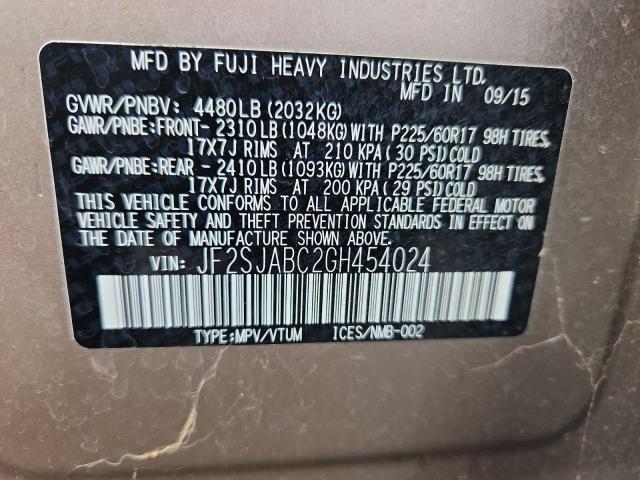 MFD BY FUJI HEAVY INDUSTRIES LTD.
MFD IN 09/15
GVWR/PNBV: 4480LB (2032KG)
GAWR/PNBE:FRONT- 2310LB (1048KG)WITH P225/60R17 98H TIRES,
17X7J RIMS AT 210 KPA (30 PSI)COLD
GAWR/PNBE:REAR - 2410LB (1093KG)WITH P225/60R17 98H TIRES,
17X7J RIMS AT 200 KPA (29 PSI)COLD
THIS VEHICLE CONFORMS TO ALL APPLICABLE FEDERAL MOTOR
VEHICLE SAFETY AND THEFT PREVENTION STANDARDS IN EFFECT
ON THE DATE OF MANUFACTURE SHOWN ABOVE.
VIN: JF2SJABC2GH454024
TYPE:MPV/VTUM ICES/NMB-002